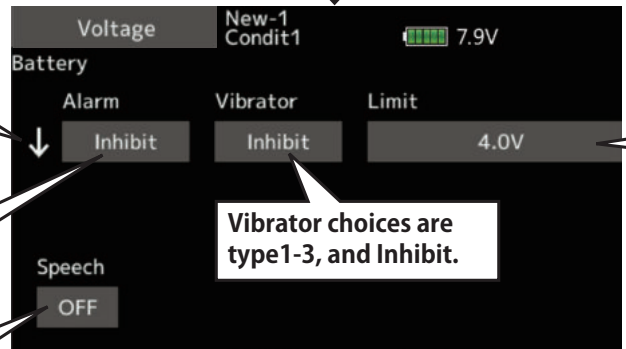 Voltage
New-1
Condit1
7.9V
Battery
Alarm
Vibrator
Limit
↓
Inhibit
Inhibit
4.0V
Vibrator choices are
type1-3, and Inhibit.
Speech
OFF